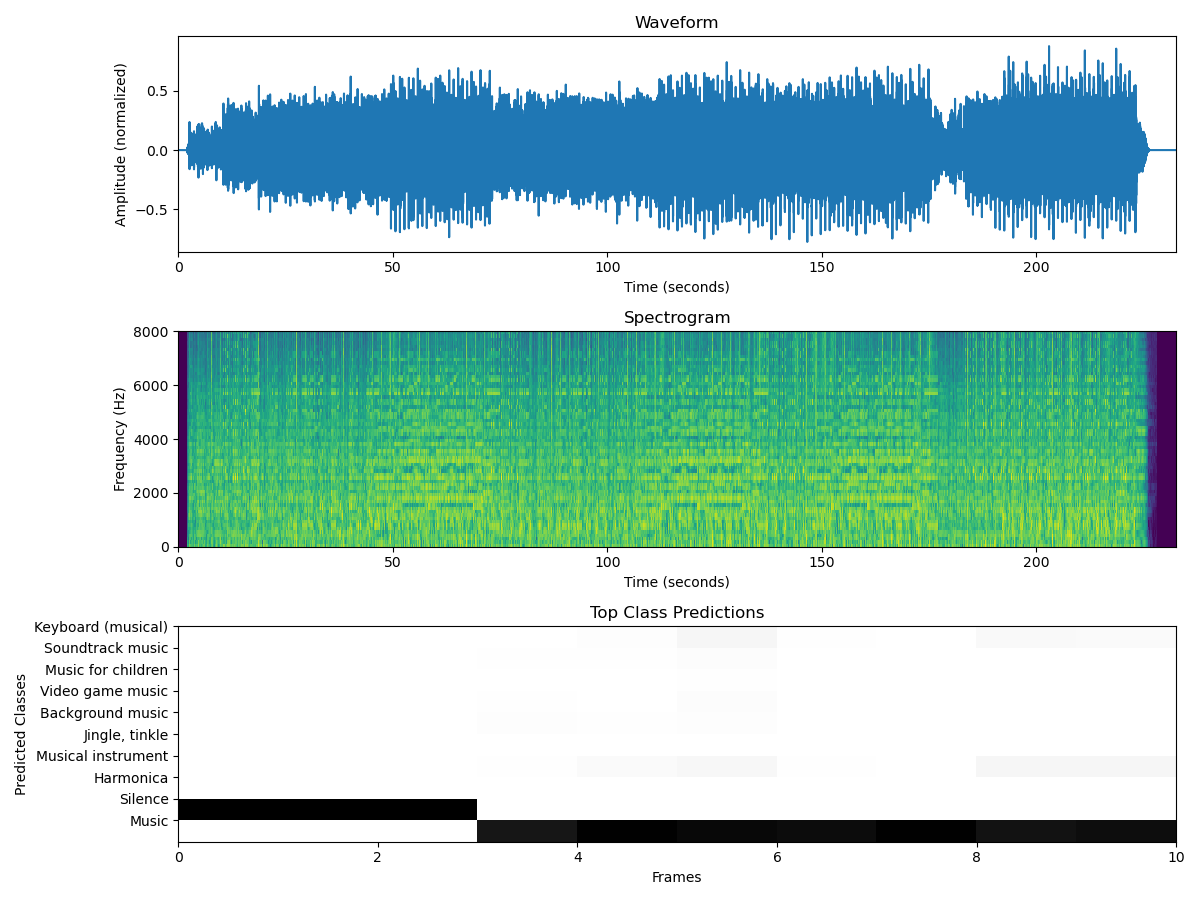 Waveform
Amplitude (normalized)
0.5
0.0
−0.5
0 50 100 150 200
Time (seconds)
Spectrogram
Frequency (Hz)
8000
6000
4000
2000
0
0 50 100 150 200
Time (seconds)
Top Class Predictions
Predicted Classes
Keyboard (musical)
Soundtrack music
Music for children
Video game music
Background music
Jingle, tinkle
Musical instrument
Harmonica
Silence
Music
0 2 4 6 8 10
Frames